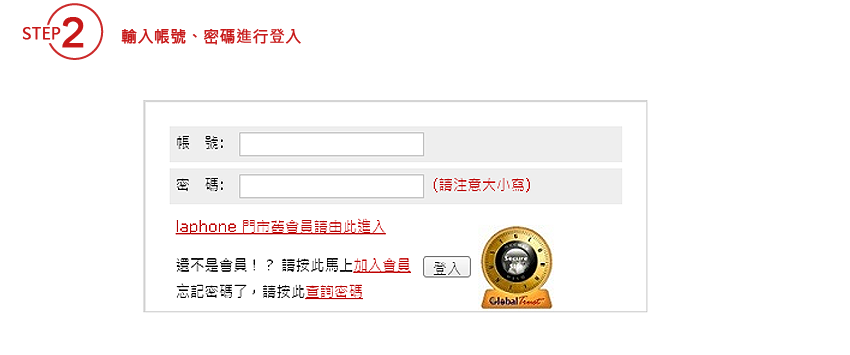 STEP2 輸入帳號、密碼進行登入
帳 號:
密 碼: (請注意大小寫)
laphone 門市舊會員請由此進入
還不是會員!? 請按此馬上加入會員 登入
忘記密碼了，請按此查詢密碼
Secure
GlobalTrust